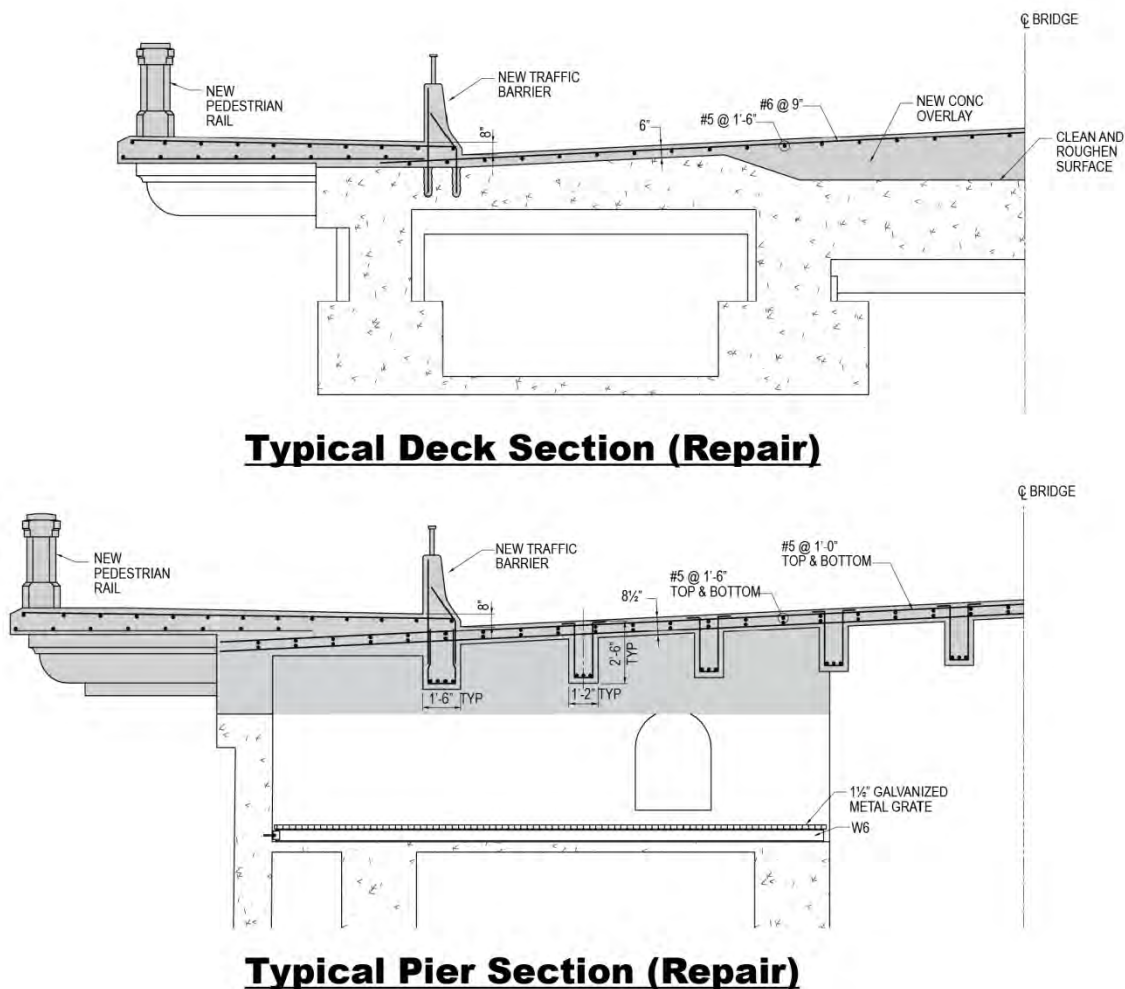 ℄ BRIDGE
NEW
PEDESTRIAN
RAIL
NEW TRAFFIC
BARRIER
8"
6"
#6 @ 9"
#5 @ 1'-6"
NEW CONC
OVERLAY
CLEAN AND
ROUGHEN
SURFACE
Typical Deck Section (Repair)
℄ BRIDGE
NEW
PEDESTRIAN
RAIL
NEW TRAFFIC
BARRIER
8"
#5 @ 1'-0"
TOP & BOTTOM
#5 @ 1'-6"
TOP & BOTTOM
8½"
2'-6"
TYP
1'-6" TYP
1'-2" TYP
1½" GALVANIZED
METAL GRATE
W6
Typical Pier Section (Repair)